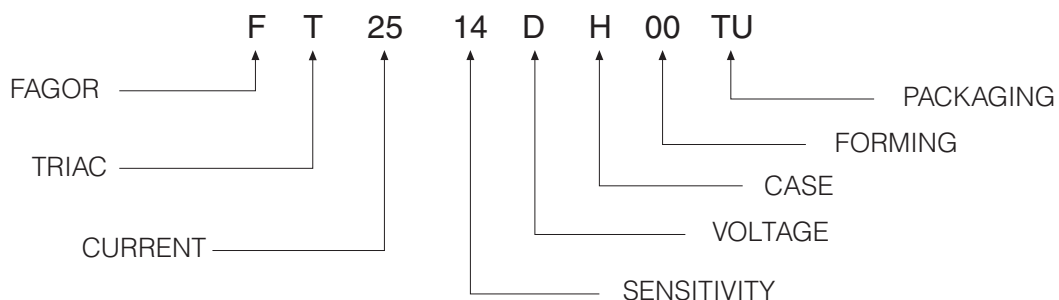 F T 25 14 D H 00 TU
FAGOR
PACKAGING
FORMING
TRIAC
CASE
VOLTAGE
CURRENT
SENSITIVITY